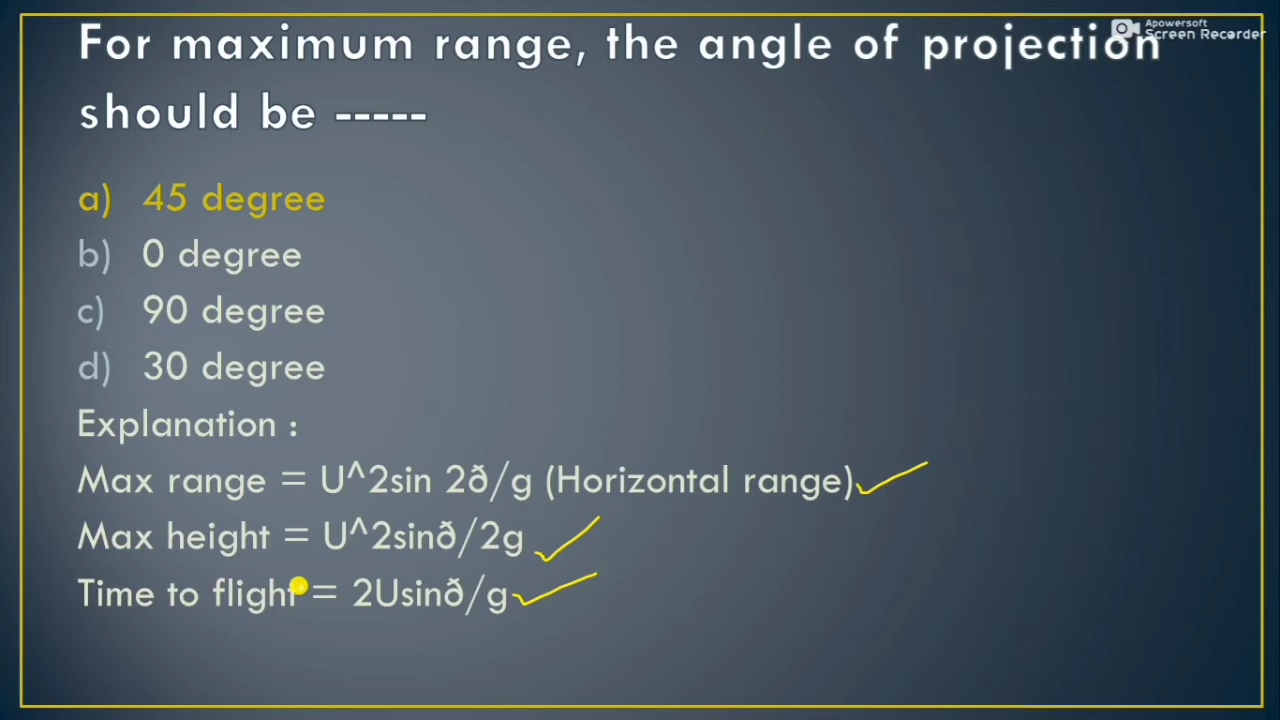 Apowersoft
Screen Recorder
For maximum range, the angle of projection
should be -----
a) 45 degree
b) 0 degree
c) 90 degree
d) 30 degree
Explanation :
Max range = U^2sin 2ð/g (Horizontal range)
Max height = U^2sinð/2g
Time to flight = 2Usinð/g